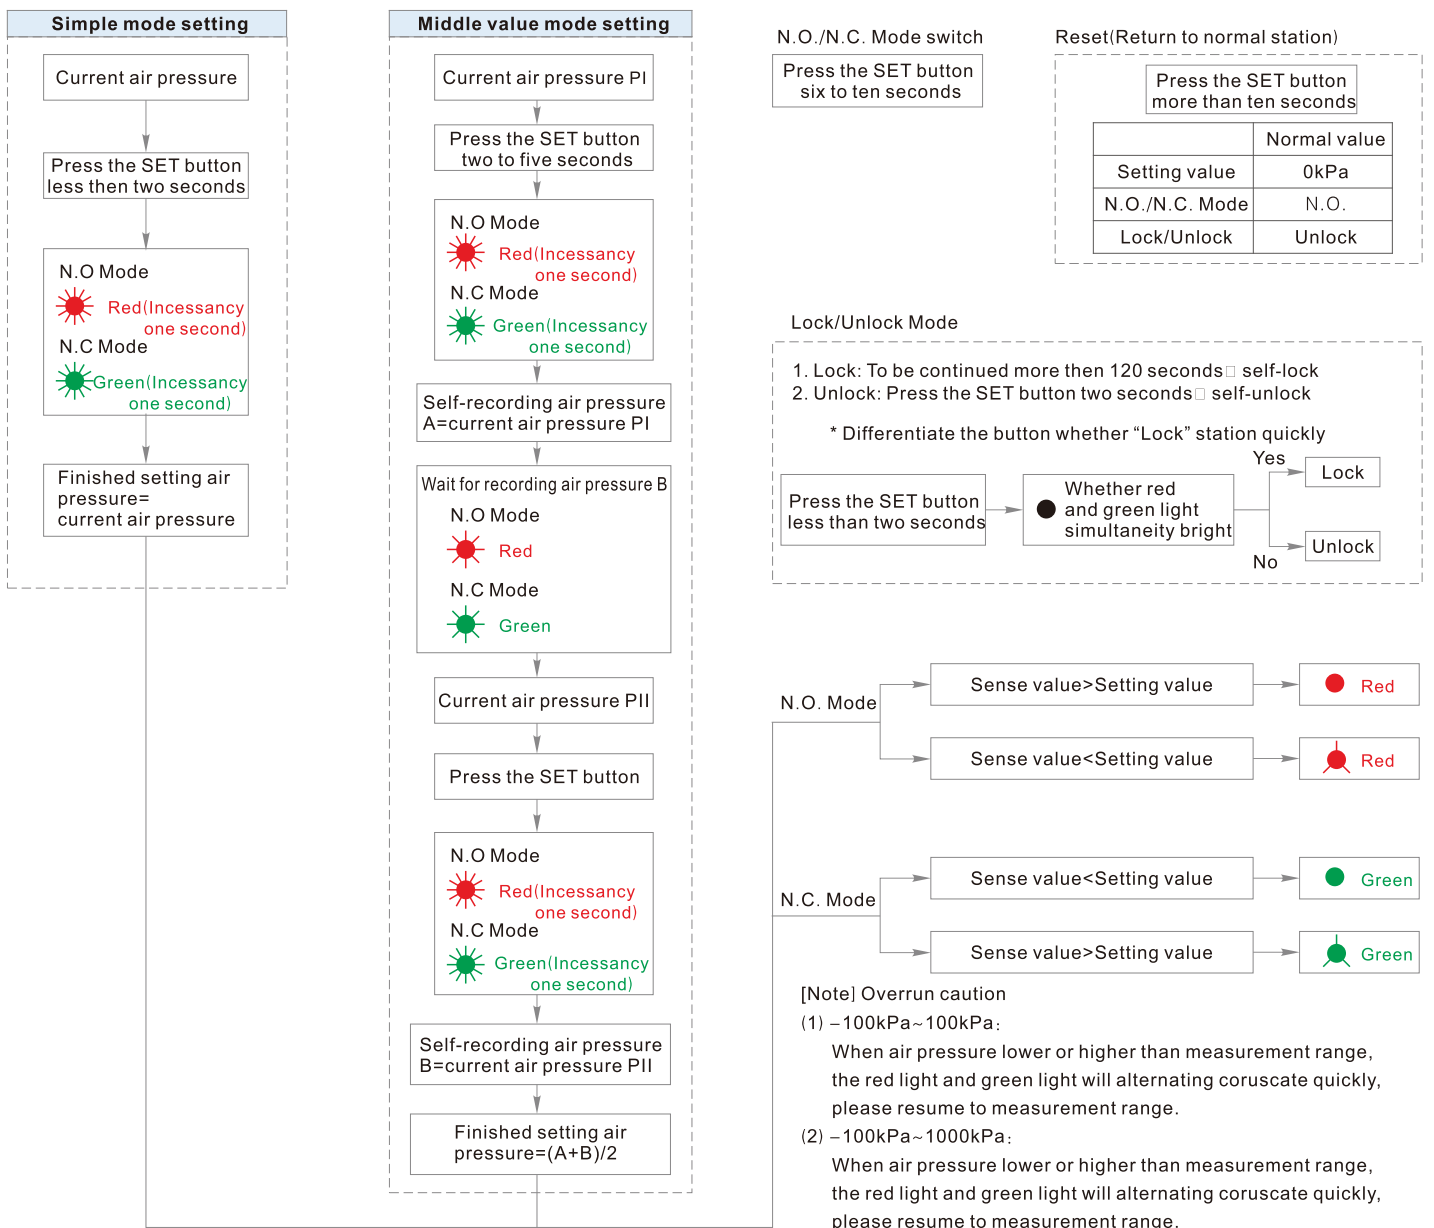 Simple mode setting
Current air pressure
Press the SET button
less then two seconds
N.O Mode
Red(Incessancy
one second)
N.C Mode
Green(Incessancy
one second)
Finished setting air
pressure=
current air pressure
Middle value mode setting
Current air pressure PI
Press the SET button
two to five seconds
N.O Mode
Red(Incessancy
one second)
N.C Mode
Green(Incessancy
one second)
Self-recording air pressure
A=current air pressure PI
Wait for recording air pressure B
N.O Mode
Red
N.C Mode
Green
Current air pressure PII
Press the SET button
N.O Mode
Red(Incessancy
one second)
N.C Mode
Green(Incessancy
one second)
Self-recording air pressure
B=current air pressure PII
Finished setting air
pressure=(A+B)/2
N.O./N.C. Mode switch
Press the SET button
six to ten seconds
Reset(Return to normal station)
Press the SET button
more than ten seconds
Normal value
Setting value 0kPa
N.O./N.C. Mode N.O.
Lock/Unlock Unlock
Lock/Unlock Mode
1. Lock: To be continued more then 120 seconds□ self-lock
2. Unlock: Press the SET button two seconds□ self-unlock
* Differentiate the button whether “Lock” station quickly
Press the SET button
less than two seconds
Whether red
and green light
simultaneity bright
Yes
Lock
No
Unlock
N.O. Mode
Sense value>Setting value
Red
Sense value<Setting value
Red
N.C. Mode
Sense value<Setting value
Green
Sense value>Setting value
Green
[Note] Overrun caution
(1) –100kPa~100kPa:
When air pressure lower or higher than measurement range,
the red light and green light will alternating coruscate quickly,
please resume to measurement range.
(2) –100kPa~1000kPa:
When air pressure lower or higher than measurement range,
the red light and green light will alternating coruscate quickly,
please resume to measurement range.